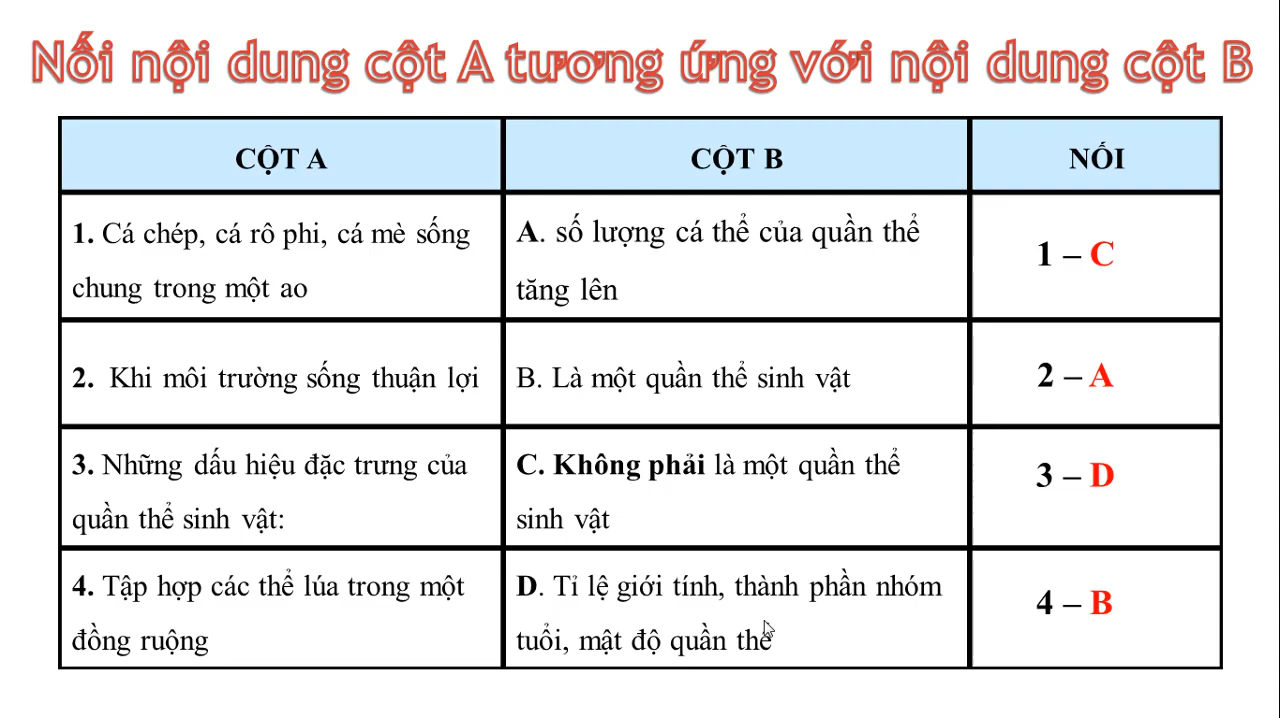 Nối nội dung cột A tương ứng với nội dung cột B
CỘT A
CỘT B
NỐI
1. Cá chép, cá rô phi, cá mè sống
chung trong một ao
A. số lượng cá thể của quần thể
tăng lên
1 – C
2. Khi môi trường sống thuận lợi
B. Là một quần thể sinh vật
2 – A
3. Những dấu hiệu đặc trưng của
quần thể sinh vật:
C. Không phải là một quần thể
sinh vật
3 – D
4. Tập hợp các thể lúa trong một
đồng ruộng
D. Tỉ lệ giới tính, thành phần nhóm
tuổi, mật độ quần thể
4 – B